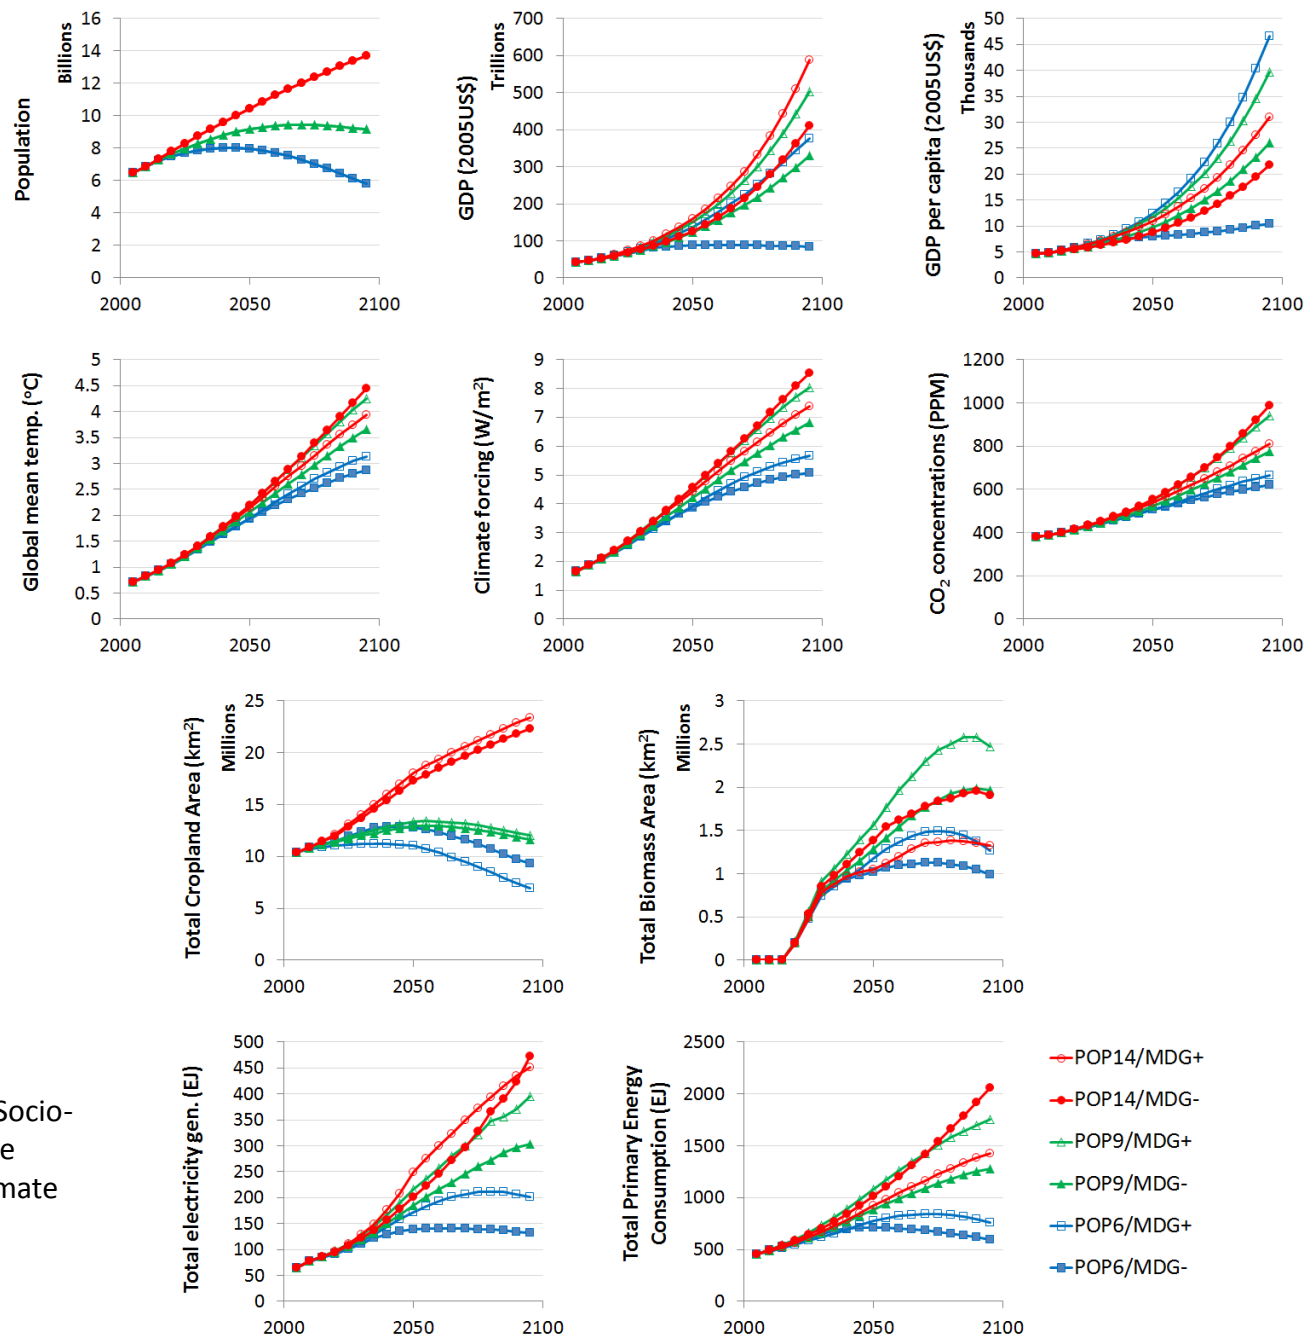 Population
Billions
16
14
12
10
8
6
4
2
0
2000 2050 2100
GDP (2005US$)
Trillions
700
600
500
400
300
200
100
0
2000 2050 2100
GDP per capita (2005US$)
Thousands
50
45
40
35
30
25
20
15
10
5
0
2000 2050 2100
Global mean temp. (°C)
5
4.5
4
3.5
3
2.5
2
1.5
1
0.5
0
2000 2050 2100
Climate forcing (W/m²)
9
8
7
6
5
4
3
2
1
0
2000 2050 2100
CO₂ concentrations (PPM)
1200
1000
800
600
400
200
0
2000 2050 2100
Total Cropland Area (km²)
Millions
25
20
15
10
5
0
2000 2050 2100
Total Biomass Area (km²)
Millions
3
2.5
2
1.5
1
0.5
0
2000 2050 2100
Socio-
e
mate
Total electricity gen. (EJ)
500
450
400
350
300
250
200
150
100
50
0
2000 2050 2100
Total Primary Energy
Consumption (EJ)
2500
2000
1500
1000
500
0
2000 2050 2100
POP14/MDG+
POP14/MDG-
POP9/MDG+
POP9/MDG-
POP6/MDG+
POP6/MDG-